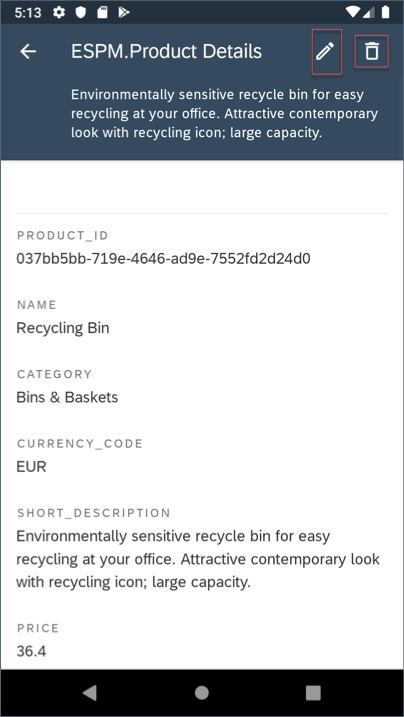 5:13
ESPM.Product Details
Environmentally sensitive recycle bin for easy
recycling at your office. Attractive contemporary
look with recycling icon; large capacity.
PRODUCT_ID
037bb5bb-719e-4646-ad9e-7552fd2d24d0
NAME
Recycling Bin
CATEGORY
Bins & Baskets
CURRENCY_CODE
EUR
SHORT_DESCRIPTION
Environmentally sensitive recycle bin for easy
recycling at your office. Attractive contemporary look
with recycling icon; large capacity.
PRICE
36.4